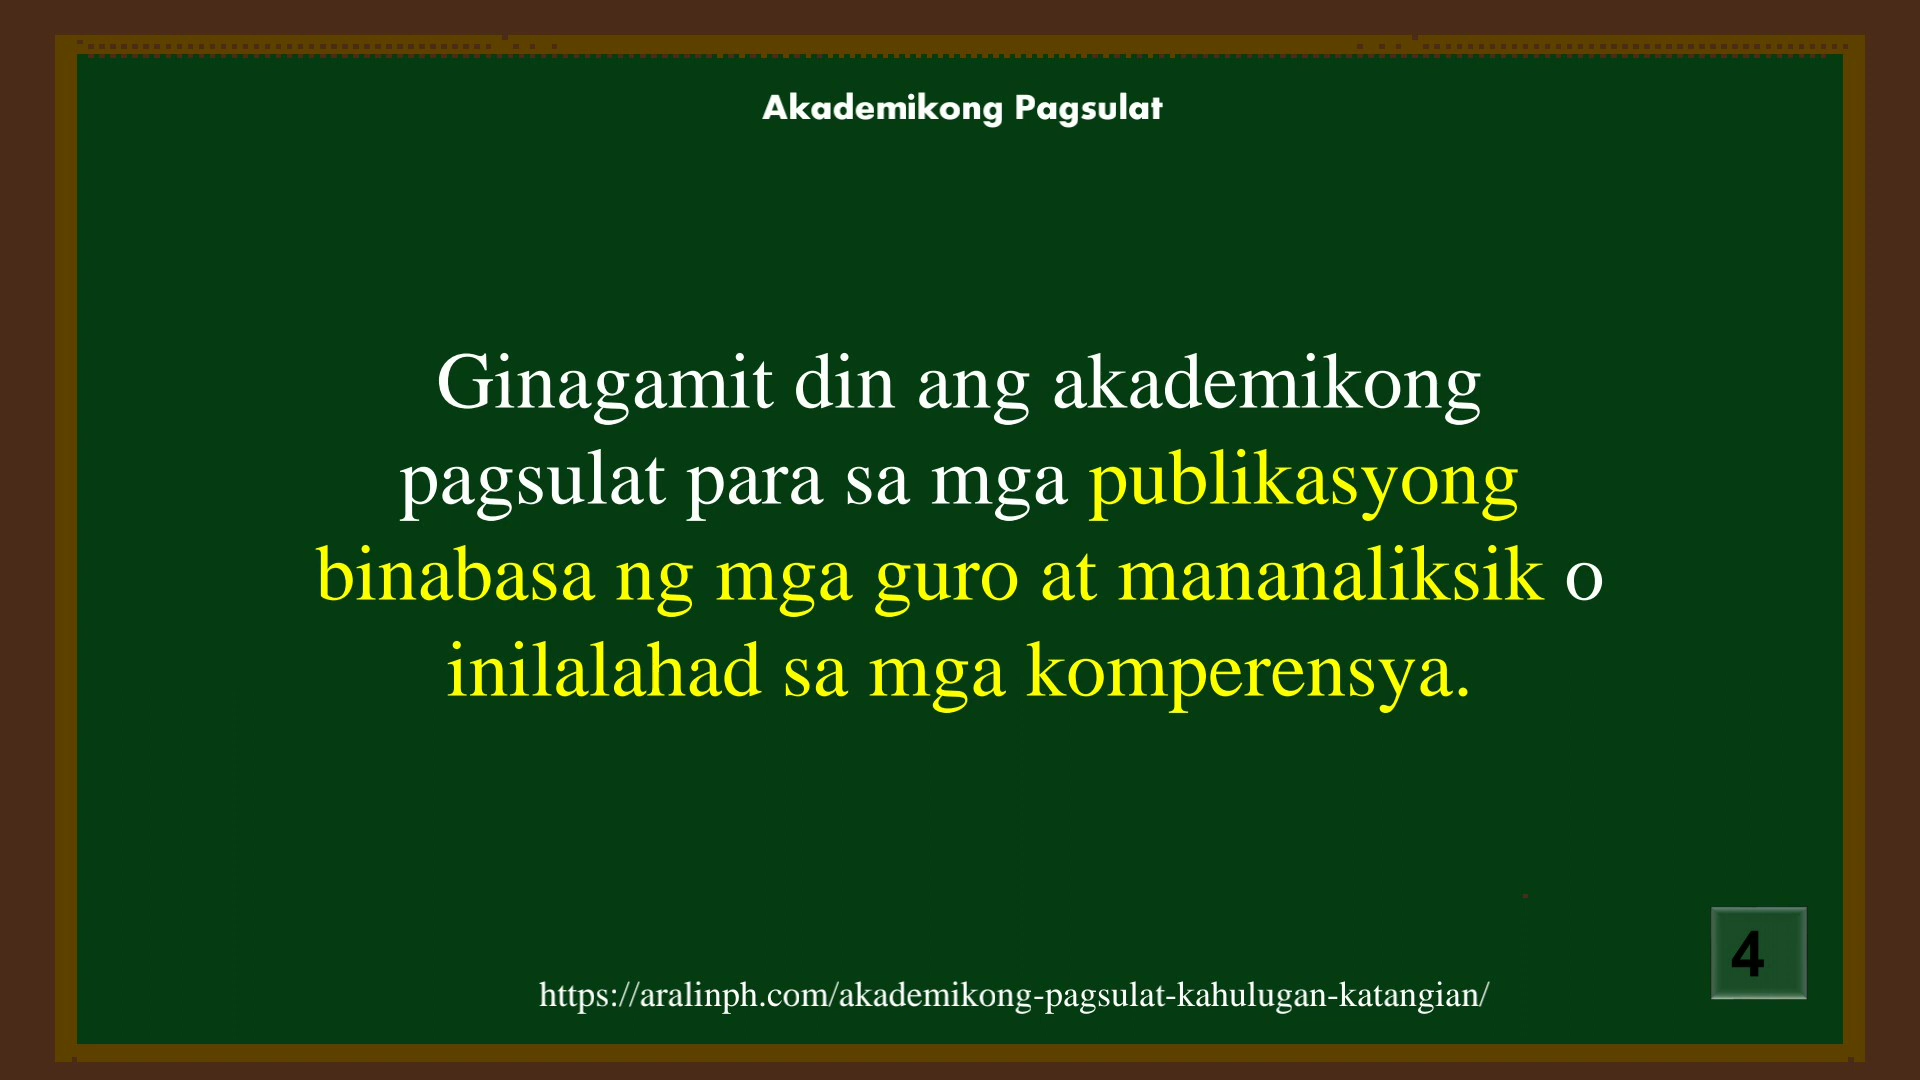 Akademikong Pagsulat
Ginagamit din ang akademikong
pagsulat para sa mga publikasyong
binabasa ng mga guro at mananaliksik o
inilalahad sa mga komperensya.
4
https://aralinph.com/akademikong-pagsulat-kahulugan-katangian/